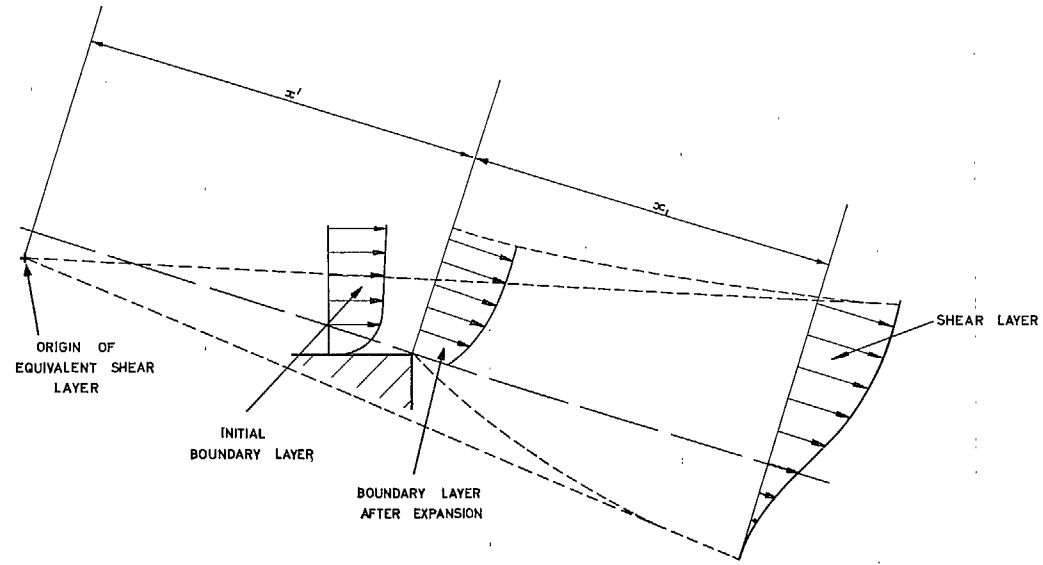 x'
x₁
SHEAR LAYER
ORIGIN OF
EQUIVALENT SHEAR
LAYER
INITIAL
BOUNDARY LAYER
BOUNDARY LAYER
AFTER EXPANSION